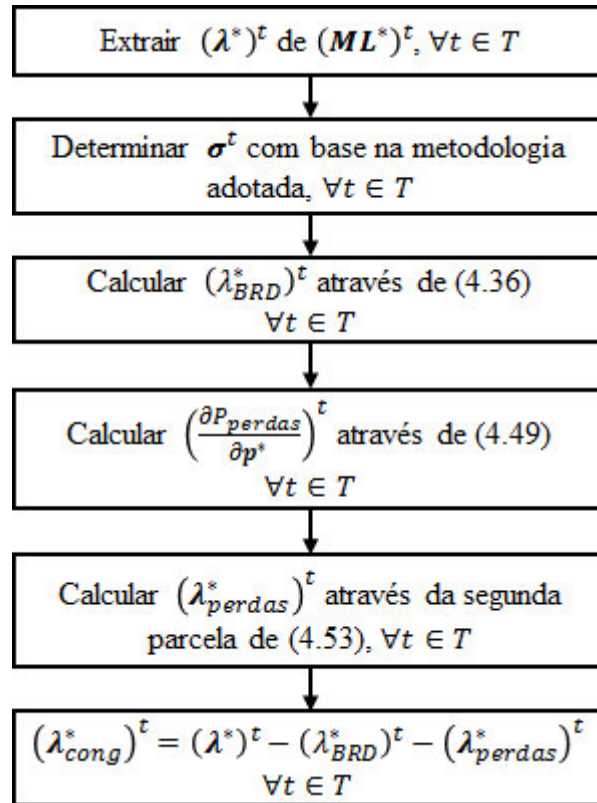 Extrair (λ*)ᵗ de (ML*)ᵗ, ∀t ∈ T
Determinar σᵗ com base na metodologia
adotada, ∀t ∈ T
Calcular (λ*_BRD)ᵗ através de (4.36)
∀t ∈ T
Calcular (∂P_perdas/∂p*)ᵗ através de (4.49)
∀t ∈ T
Calcular (λ*_perdas)ᵗ através da segunda
parcela de (4.53), ∀t ∈ T
(λ*_cong)ᵗ = (λ*)ᵗ − (λ*_BRD)ᵗ − (λ*_perdas)ᵗ
∀t ∈ T